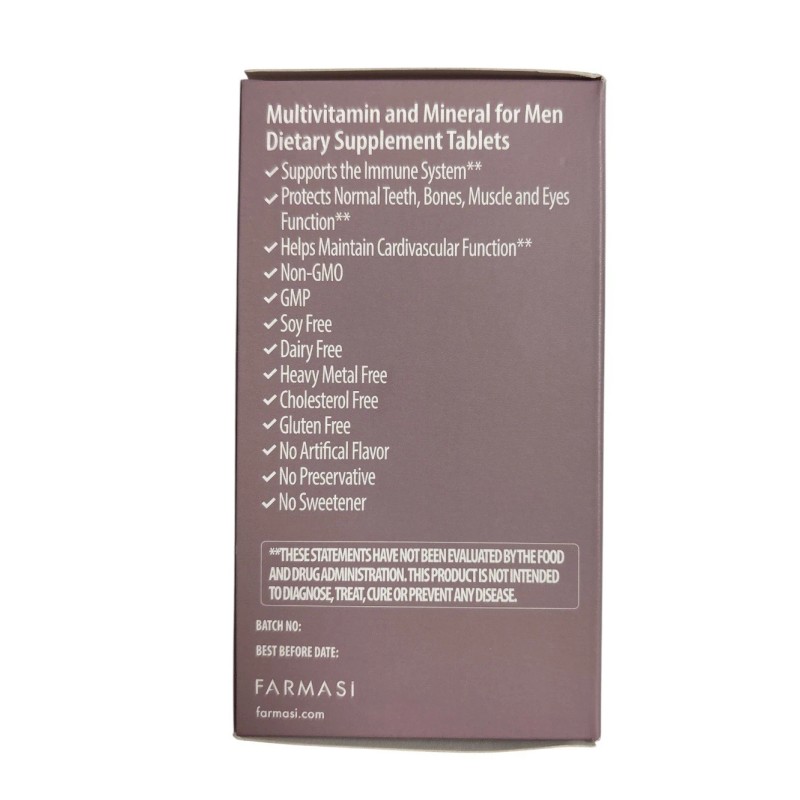 Multivitamin and Mineral for Men
Dietary Supplement Tablets
✓ Supports the Immune System**
✓ Protects Normal Teeth, Bones, Muscle and Eyes
Function**
✓ Helps Maintain Cardivascular Function**
✓ Non-GMO
✓ GMP
✓ Soy Free
✓ Dairy Free
✓ Heavy Metal Free
✓ Cholesterol Free
✓ Gluten Free
✓ No Artifical Flavor
✓ No Preservative
✓ No Sweetener
**THESE STATEMENTS HAVE NOT BEEN EVALUATED BY THE FOOD
AND DRUG ADMINISTRATION. THIS PRODUCT IS NOT INTENDED
TO DIAGNOSE, TREAT, CURE OR PREVENT ANY DISEASE.
BATCH NO:
BEST BEFORE DATE:
FARMASI
farmasi.com